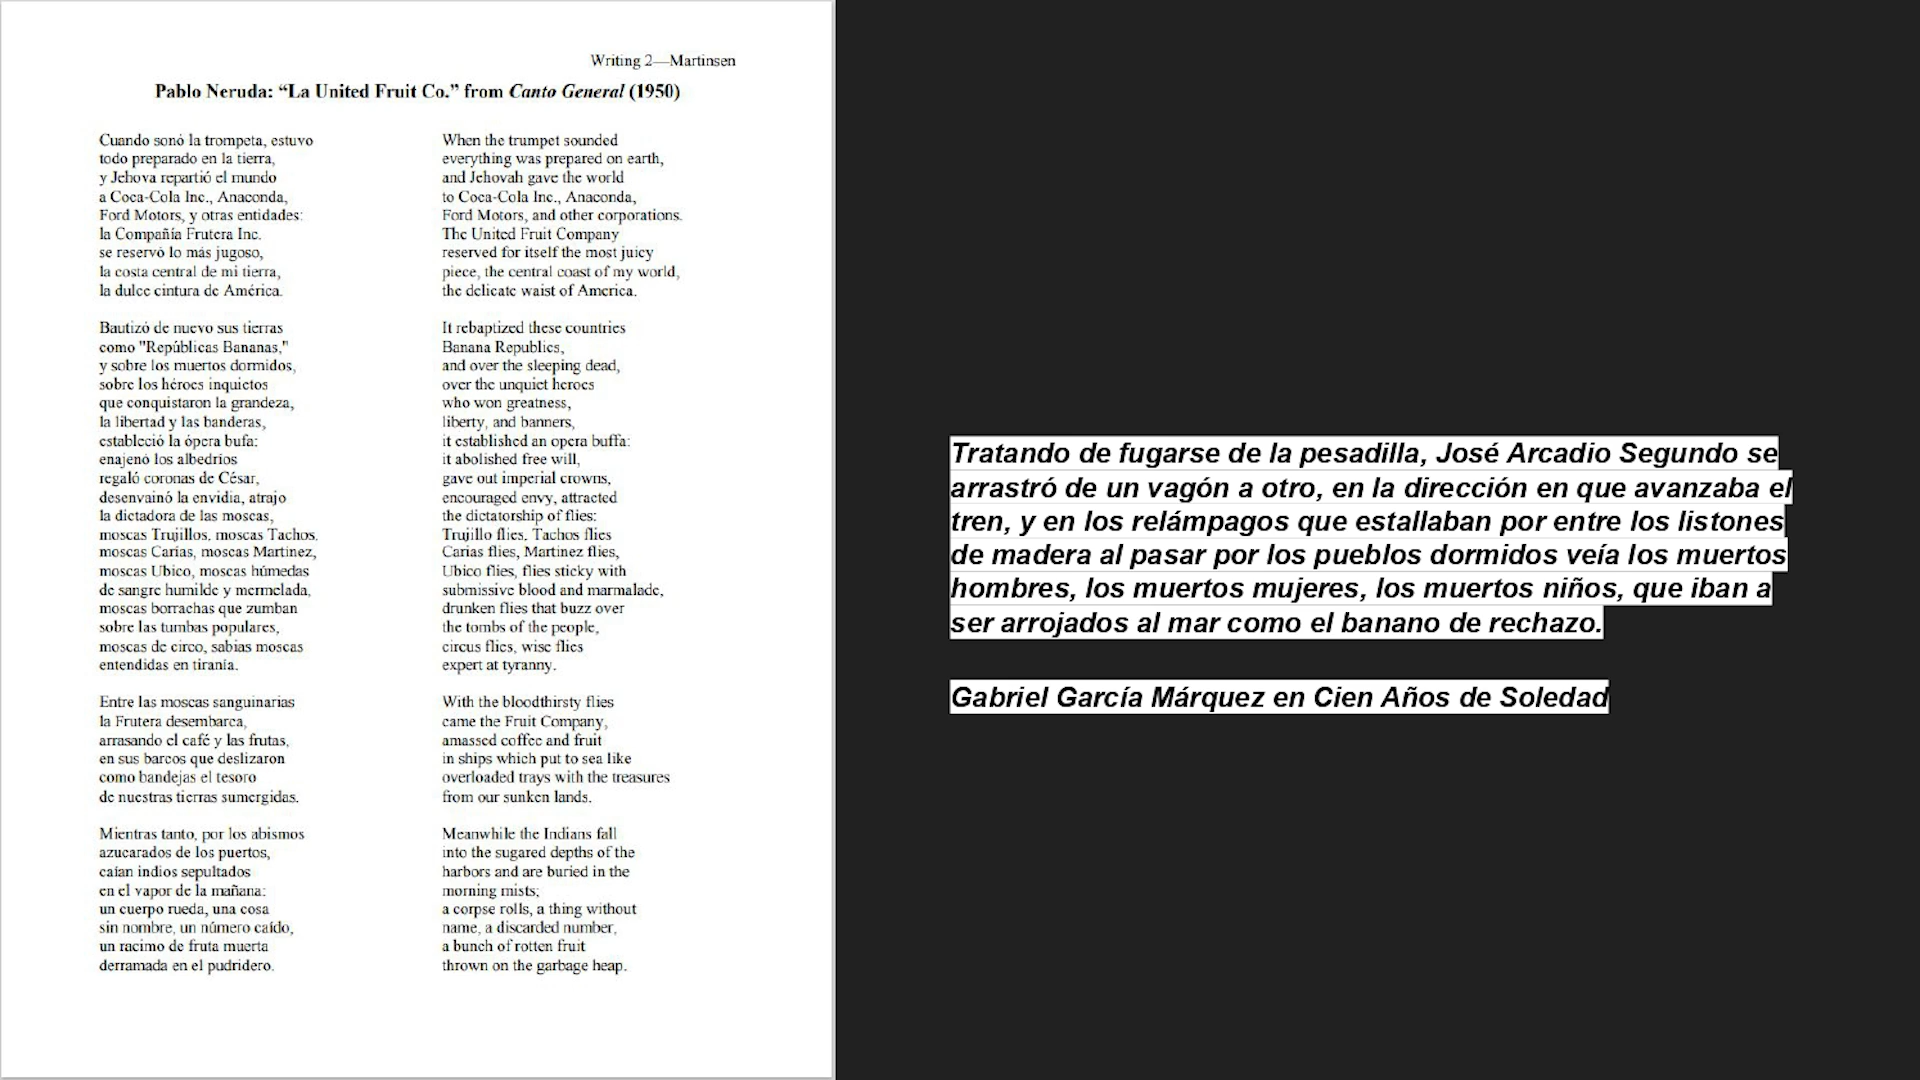 Writing 2—Martinsen
Pablo Neruda: “La United Fruit Co.” from Canto General (1950)
Cuando sonó la trompeta, estuvo
todo preparado en la tierra,
y Jehova repartió el mundo
a Coca-Cola Inc., Anaconda,
Ford Motors, y otras entidades:
la Compañía Frutera Inc.
se reservó lo más jugoso,
la costa central de mi tierra,
la dulce cintura de América.
Bautizó de nuevo sus tierras
como "Repúblicas Bananas,"
y sobre los muertos dormidos,
sobre los héroes inquietos
que conquistaron la grandeza,
la libertad y las banderas,
estableció la ópera bufa:
enajenó los albedríos
regaló coronas de César,
desenvainó la envidia, atrajo
la dictadora de las moscas,
moscas Trujillos, moscas Tachos,
moscas Carías, moscas Martínez,
moscas Ubico, moscas húmedas
de sangre humilde y mermelada,
moscas borrachas que zumban
sobre las tumbas populares,
moscas de circo, sabias moscas
entendidas en tiranía.
Entre las moscas sanguinarias
la Frutera desembarca,
arrasando el café y las frutas,
en sus barcos que deslizaron
como bandejas el tesoro
de nuestras tierras sumergidas.
Mientras tanto, por los abismos
azucarados de los puertos,
caían indios sepultados
en el vapor de la mañana:
un cuerpo rueda, una cosa
sin nombre, un número caído,
un racimo de fruta muerta
derramada en el pudridero.
When the trumpet sounded
everything was prepared on earth,
and Jehovah gave the world
to Coca-Cola Inc., Anaconda,
Ford Motors, and other corporations.
The United Fruit Company
reserved for itself the most juicy
piece, the central coast of my world,
the delicate waist of America.
It rebaptized these countries
Banana Republics,
and over the sleeping dead,
over the unquiet heroes
who won greatness,
liberty, and banners,
it established an opera buffa:
it abolished free will,
gave out imperial crowns,
encouraged envy, attracted
the dictatorship of flies:
Trujillo flies, Tachos flies
Carias flies, Martinez flies,
Ubico flies, flies sticky with
submissive blood and marmalade,
drunken flies that buzz over
the tombs of the people,
circus flies, wise flies
expert at tyranny.
With the bloodthirsty flies
came the Fruit Company,
amassed coffee and fruit
in ships which put to sea like
overloaded trays with the treasures
from our sunken lands.
Meanwhile the Indians fall
into the sugared depths of the
harbors and are buried in the
morning mists;
a corpse rolls, a thing without
name, a discarded number,
a bunch of rotten fruit
thrown on the garbage heap.
Tratando de fugarse de la pesadilla, José Arcadio Segundo se
arrastró de un vagón a otro, en la dirección en que avanzaba el
tren, y en los relámpagos que estallaban por entre los listones
de madera al pasar por los pueblos dormidos veía los muertos
hombres, los muertos mujeres, los muertos niños, que iban a
ser arrojados al mar como el banano de rechazo.
Gabriel García Márquez en Cien Años de Soledad